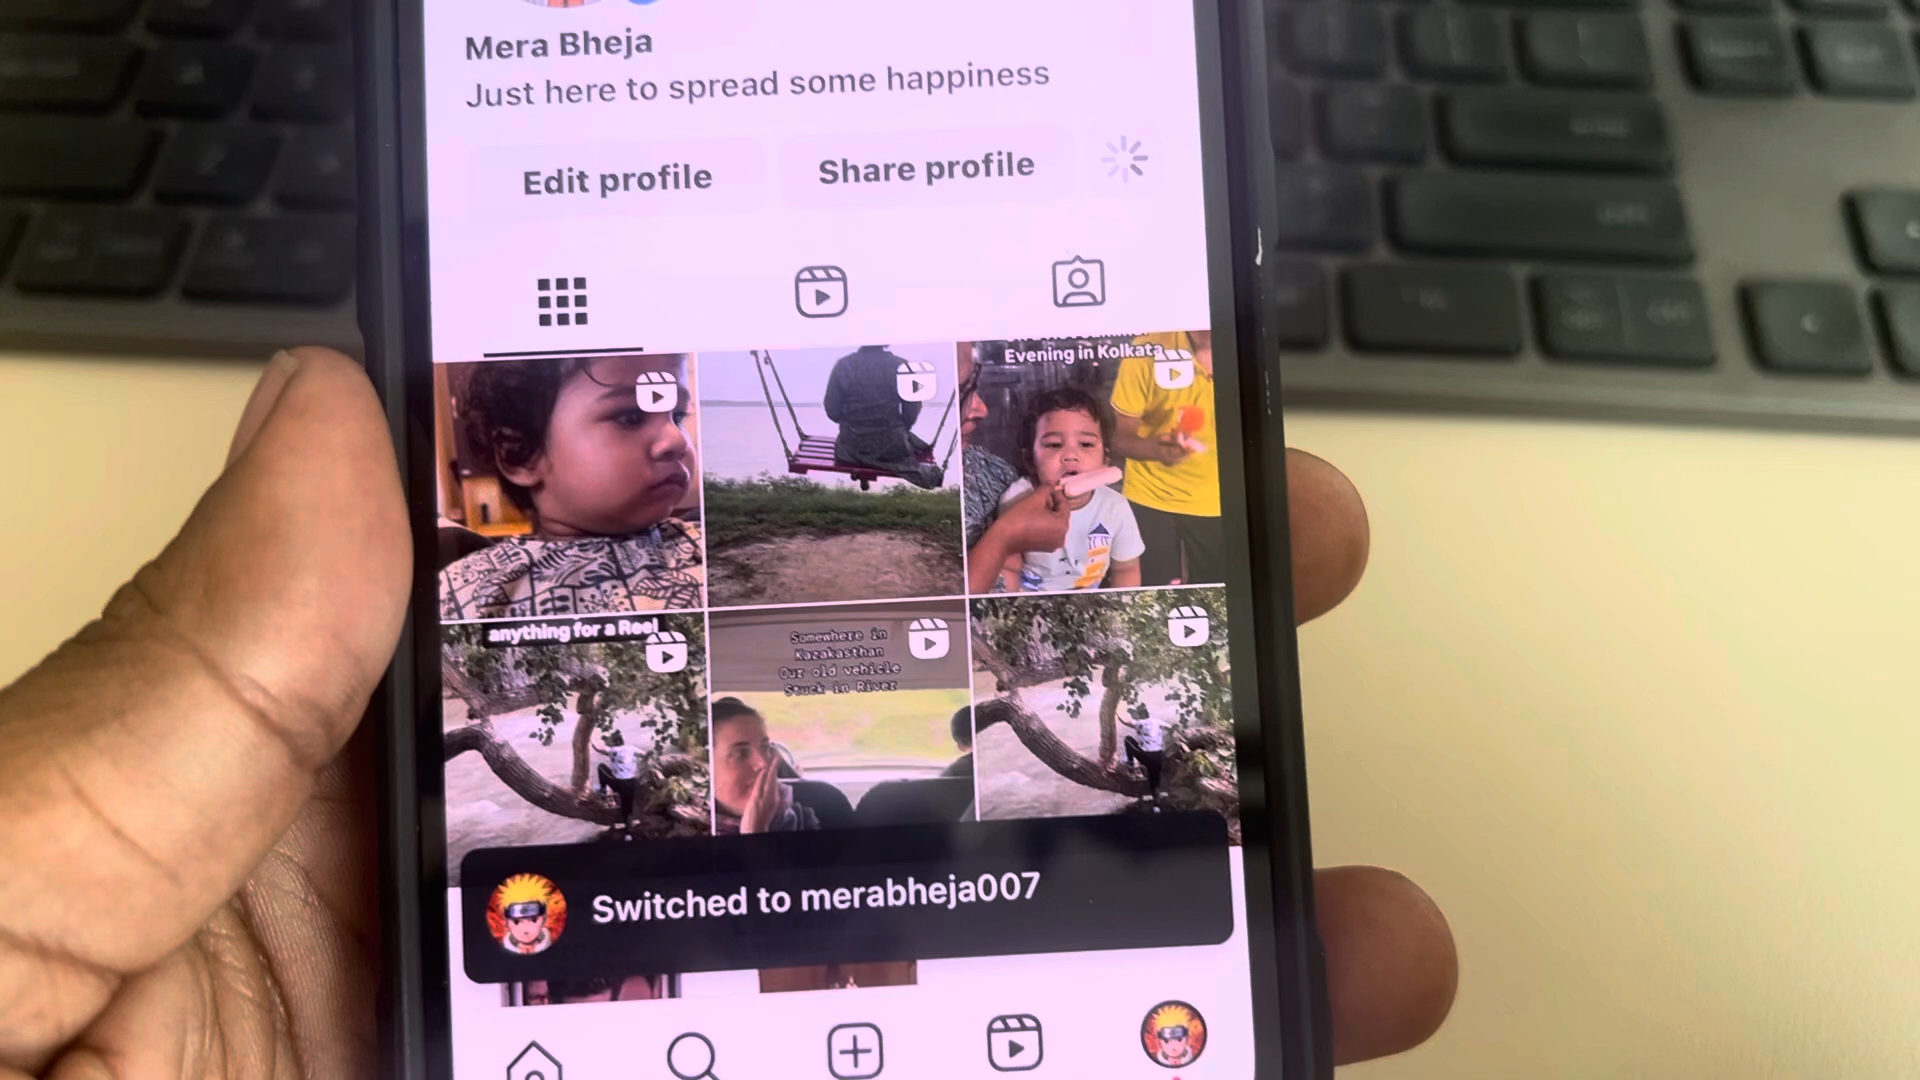 Mera Bheja
Just here to spread some happiness
Edit profile
Share profile
Evening in Kolkata
anything for a Reel
Somewhere in
Kazakasthan
Our old vehicle
Stuck in River
Switched to merabheja007